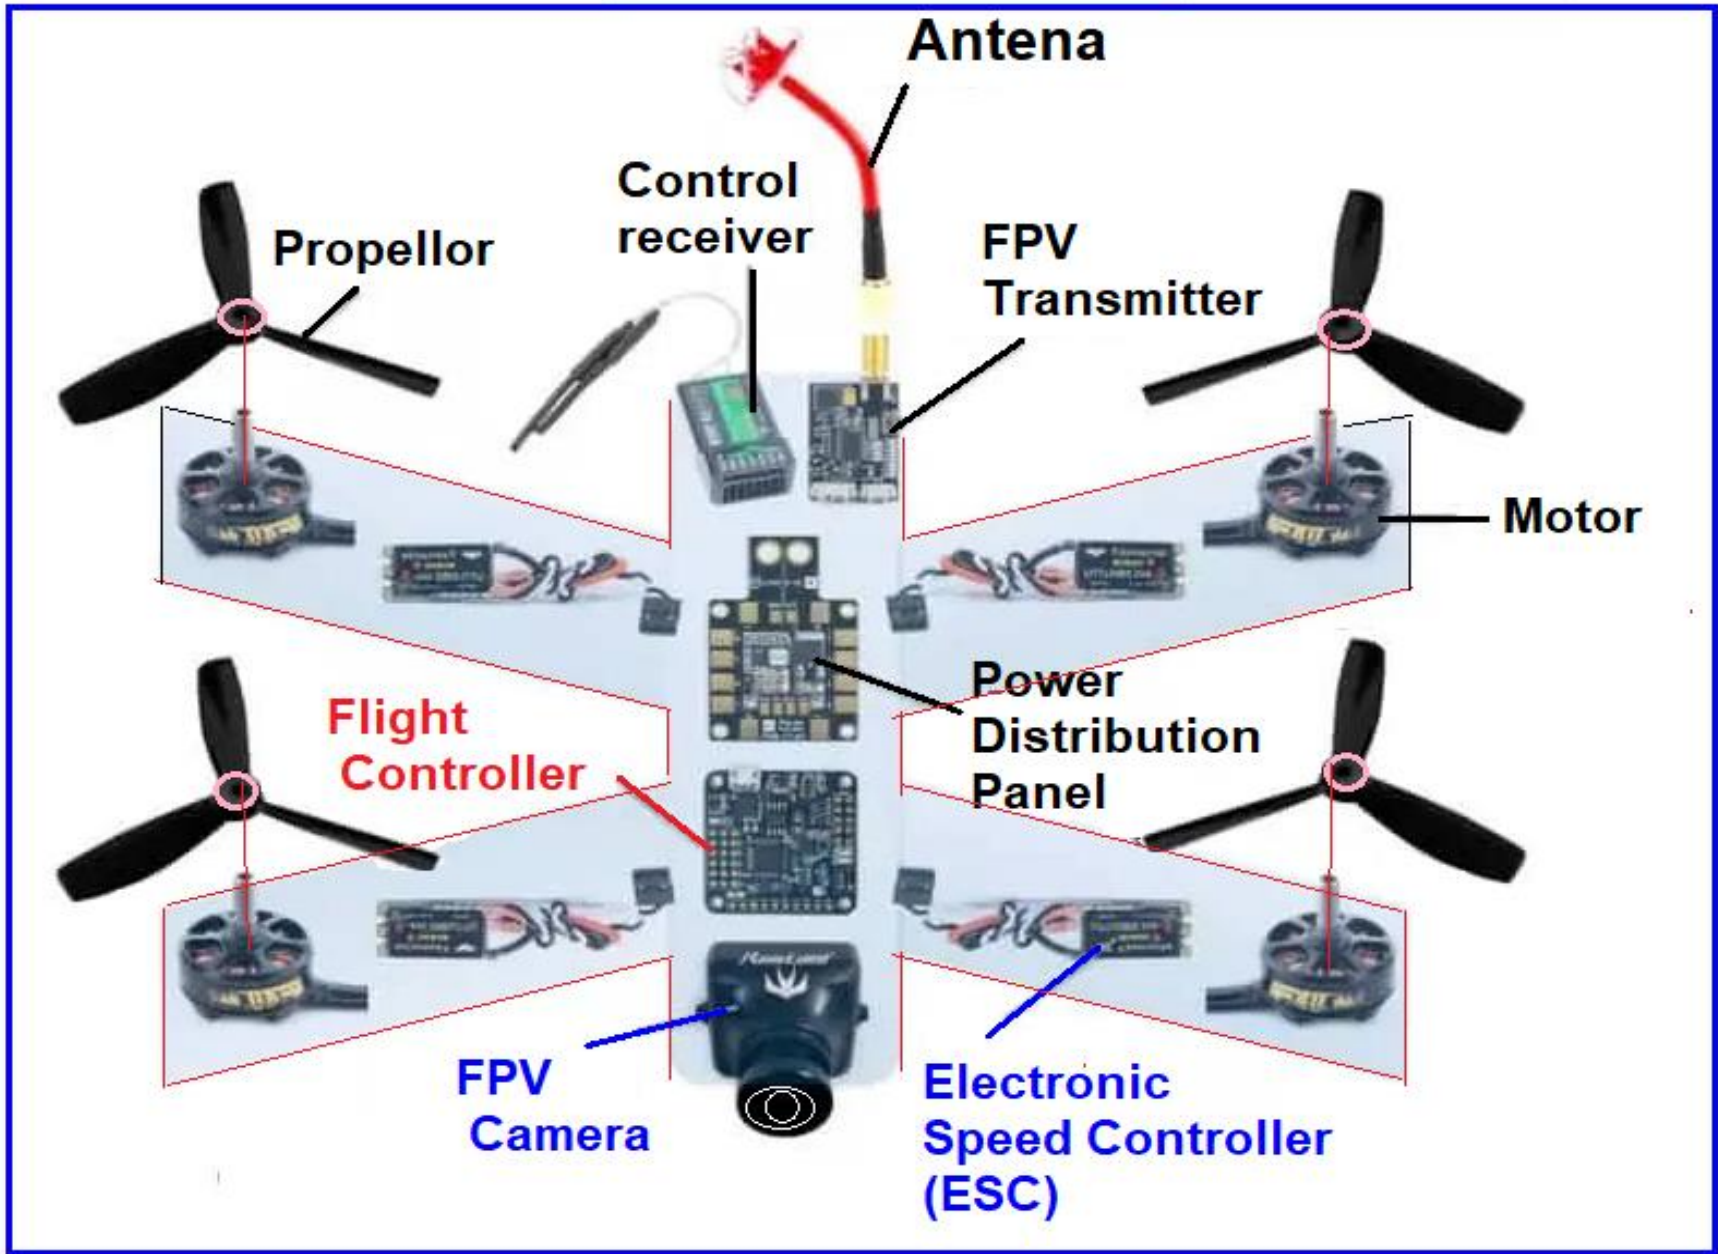 Antena
Control
receiver
Propellor
FPV
Transmitter
Motor
Power
Distribution
Panel
Flight
Controller
FPV
Camera
Electronic
Speed Controller
(ESC)